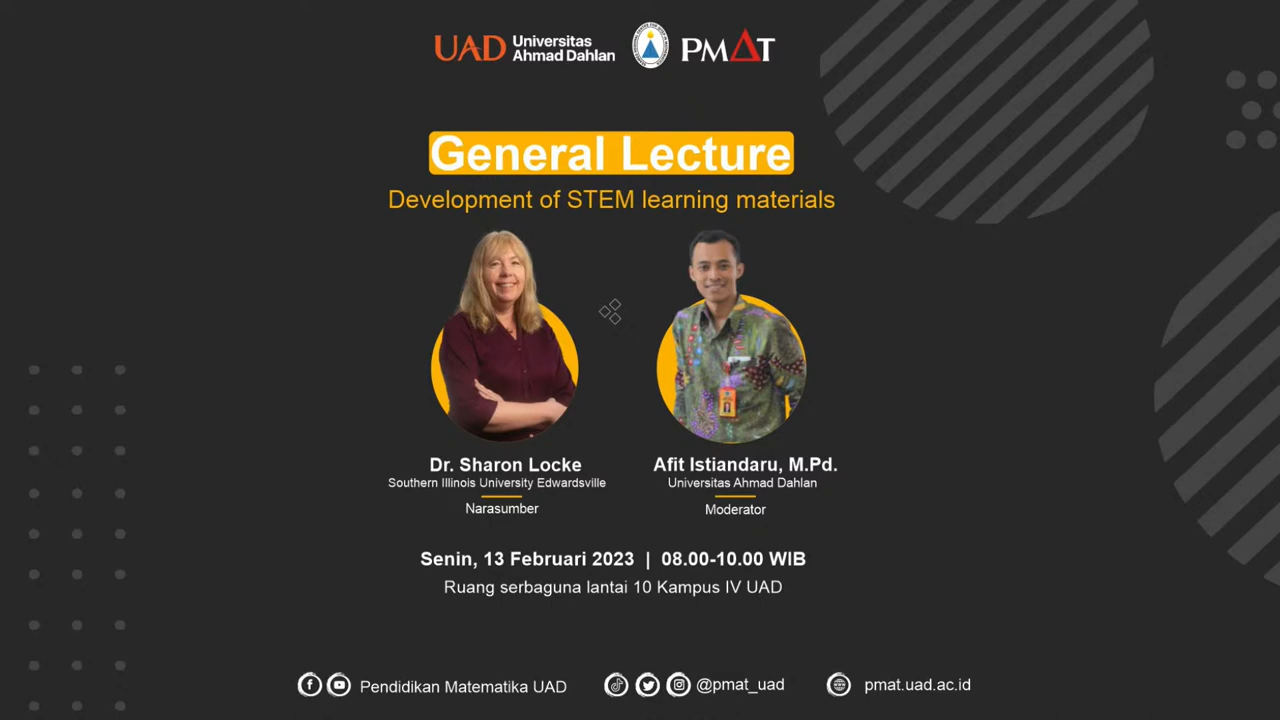 UAD Universitas
Ahmad Dahlan
PMAT
General Lecture
Development of STEM learning materials
Dr. Sharon Locke
Southern Illinois University Edwardsville
Narasumber
Afit Istiandaru, M.Pd.
Universitas Ahmad Dahlan
Moderator
Senin, 13 Februari 2023 | 08.00-10.00 WIB
Ruang serbaguna lantai 10 Kampus IV UAD
Pendidikan Matematika UAD
@pmat_uad
pmat.uad.ac.id